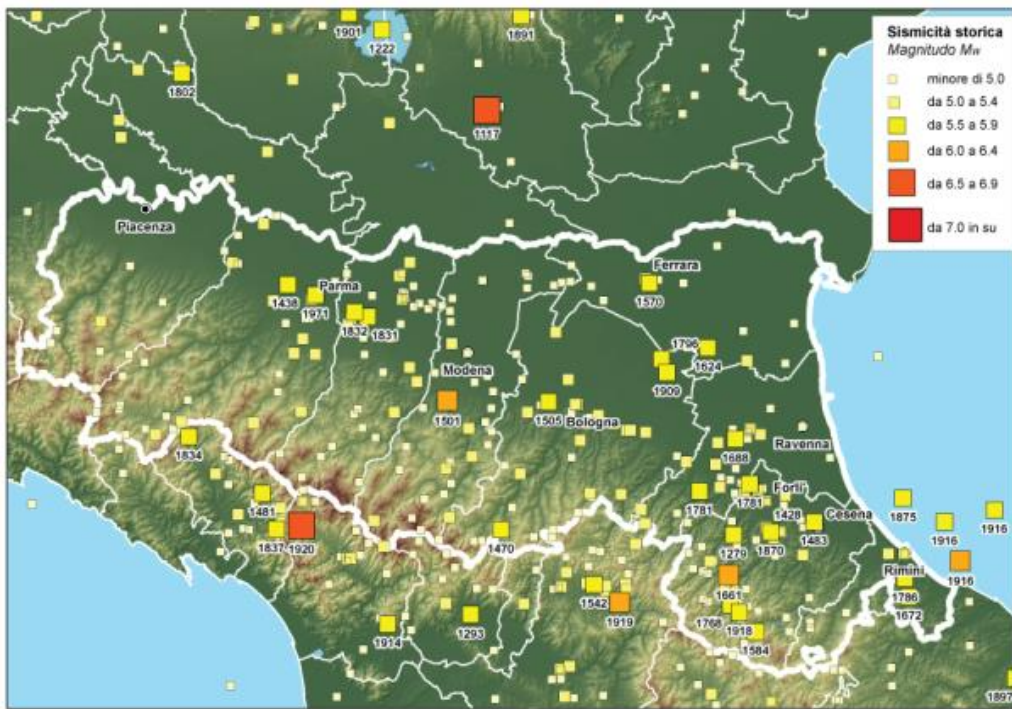 Sismicità storica
Magnitudo Mw
minore di 5.0
da 5.0 a 5.4
da 5.5 a 5.9
da 6.0 a 6.4
da 6.5 a 6.9
da 7.0 in su
1901
1222
1891
1802
1117
Piacenza
Ferrara
1570
Parma
1438
1971
1832
1831
1796
1624
1909
Modena
1501
1505
Bologna
Ravenna
1688
1834
Forlì
1781
1781
1428
Cesena
1483
1875
1916
1916
1481
1837
1920
1470
1279
1870
1916
Rimini
1786
1672
1661
1542
1919
1768
1918
1584
1914
1293
1897